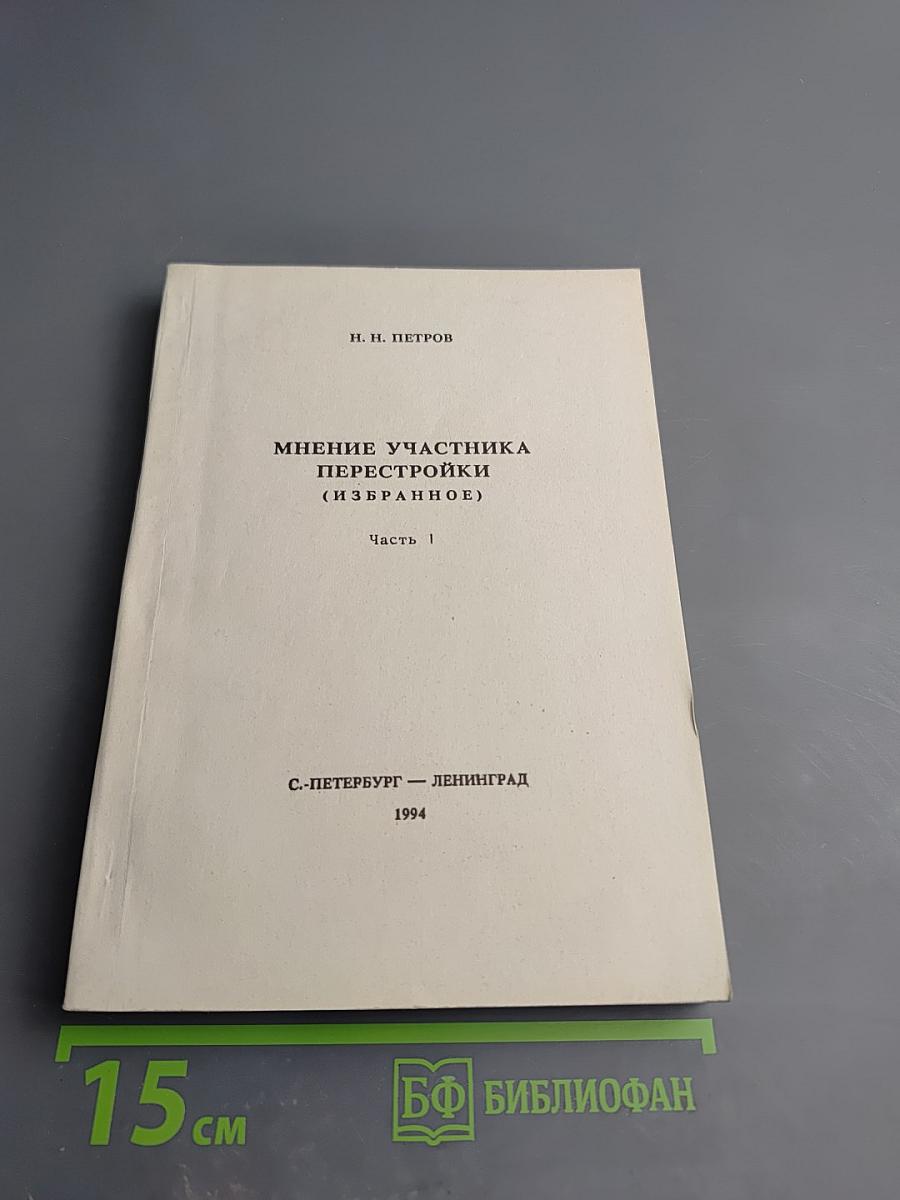 Н. Н. ПЕТРОВ
МНЕНИЕ УЧАСТНИКА
ПЕРЕСТРОЙКИ
(ИЗБРАННОЕ)
Часть 1
С.-ПЕТЕРБУРГ — ЛЕНИНГРАД
1994
15 см
БФ БИБЛИОФАН